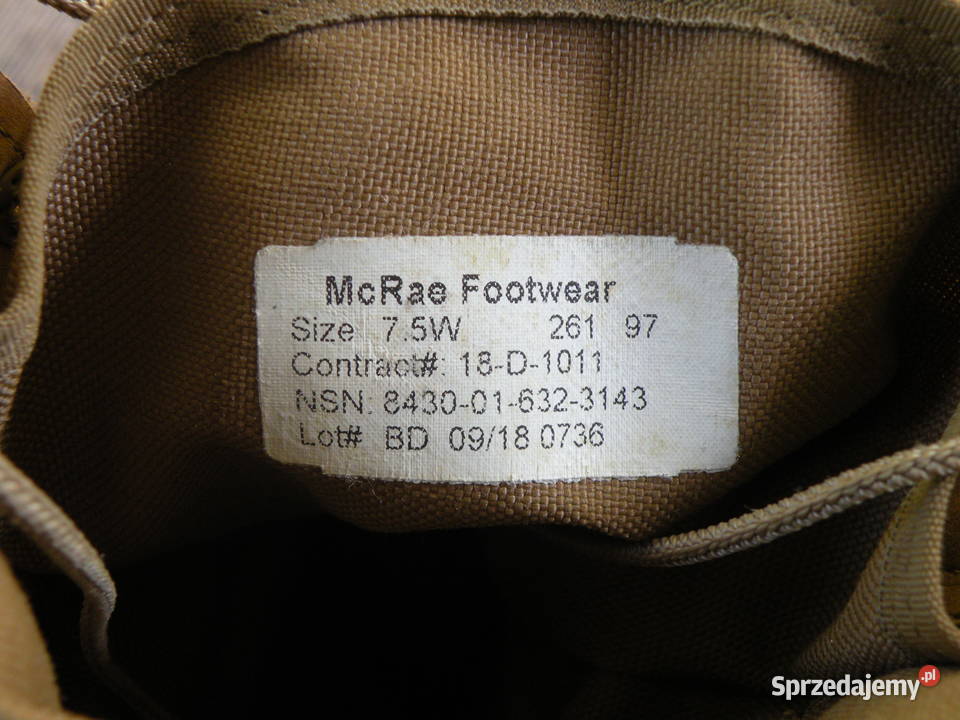 McRae Footwear
Size 7.5W 261 97
Contract#: 18-D-1011
NSN: 8430-01-632-3143
Lot# BD 09/18 0736
Sprzedajemy.pl